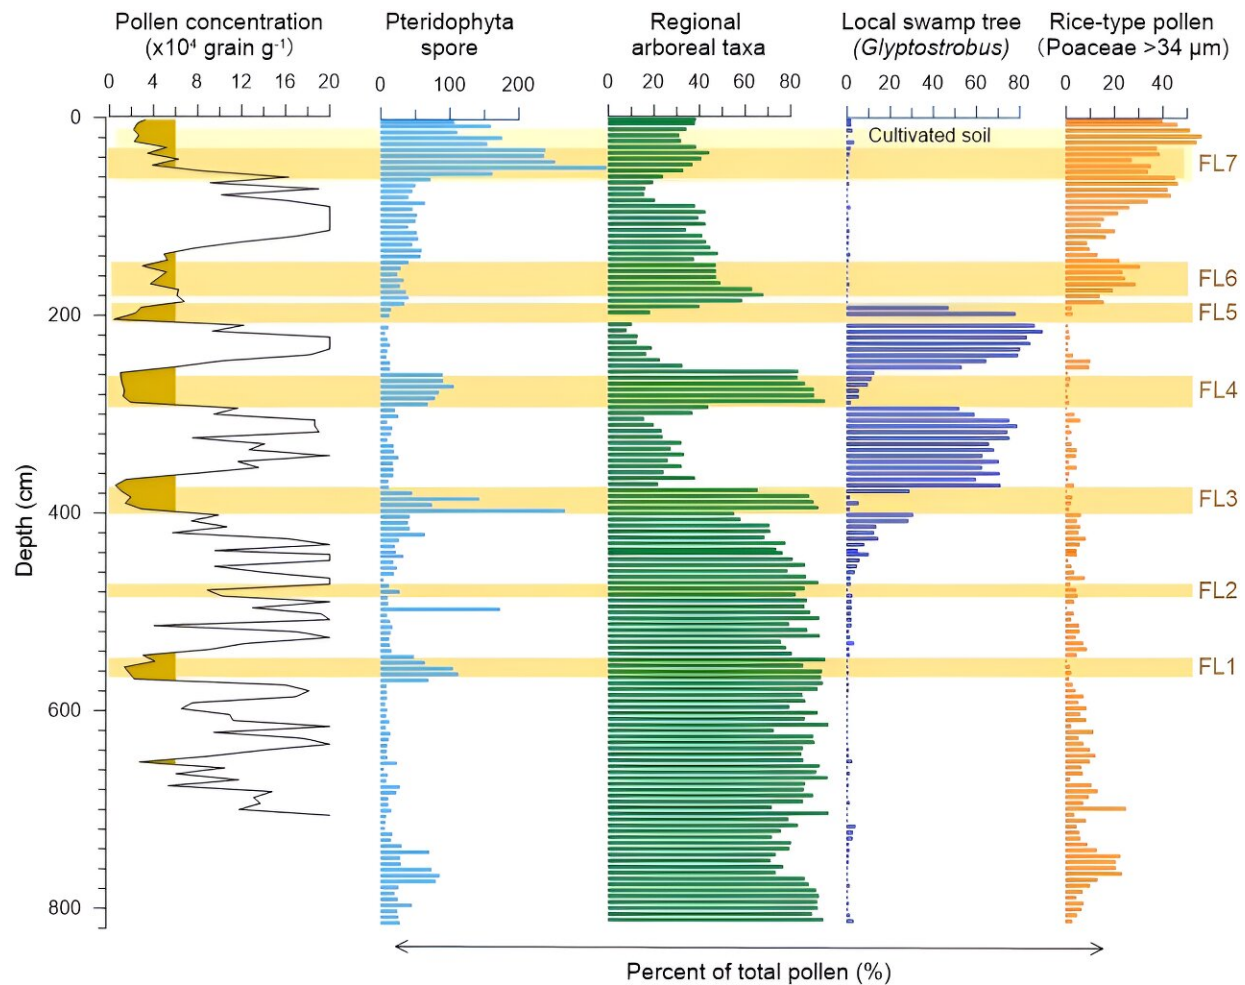 Pollen concentration
(x10⁴ grain g⁻¹)
Pteridophyta
spore
Regional
arboreal taxa
Local swamp tree
(Glyptostrobus)
Rice-type pollen
(Poaceae >34 μm)
0 4 8 12 16 20
0 100 200
0 20 40 60 80
0 20 40 60 80
0 20 40
0
Cultivated soil
FL7
FL6
200
FL5
FL4
FL3
400
Depth (cm)
FL2
FL1
600
800
Percent of total pollen (%)